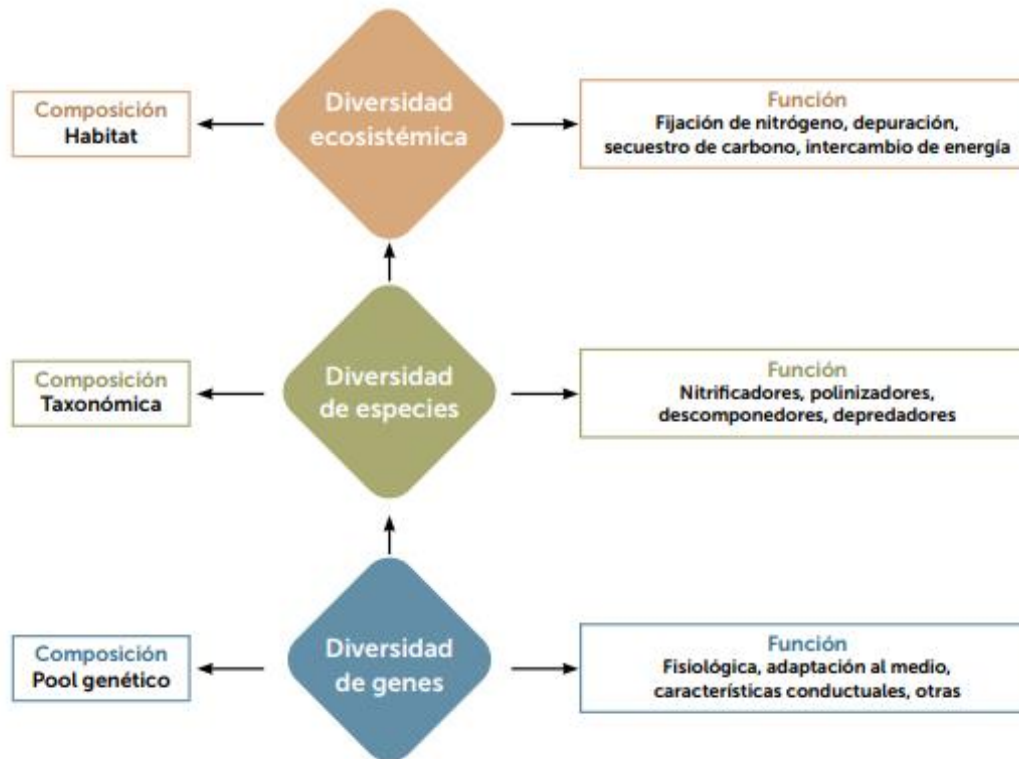 Composición
Habitat
Diversidad
ecosistémica
Función
Fijación de nitrógeno, depuración,
secuestro de carbono, intercambio de energía
Composición
Taxonómica
Diversidad
de especies
Función
Nitrificadores, polinizadores,
descomponedores, depredadores
Composición
Pool genético
Diversidad
de genes
Función
Fisiológica, adaptación al medio,
características conductuales, otras